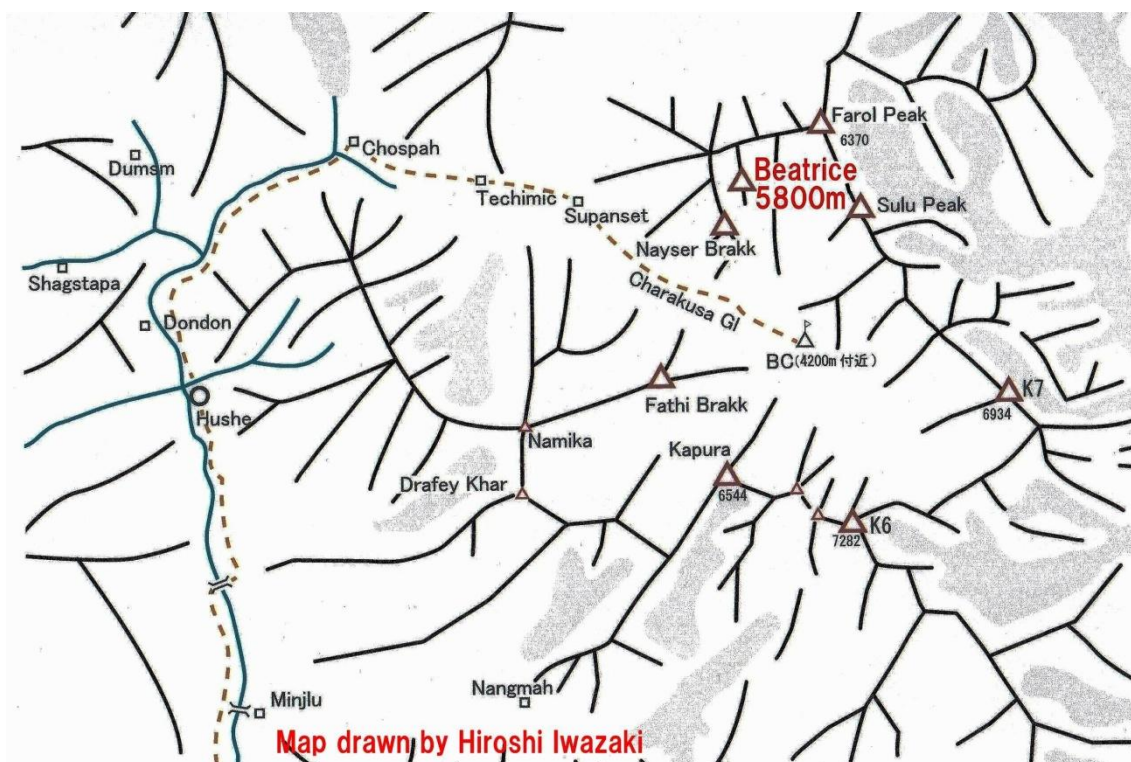 Farol Peak
6370
Chospah
Dumsm
Beatrice
5800m
Techimic
Supanset
Sulu Peak
Nayser Brakk
Shagstapa
Charakusa Gl
Dondon
BC(4200m 付近)
K7
6934
Hushe
Fathi Brakk
Namika
Kapura
6544
Drafey Khar
K6
7282
Nangmah
Minjlu
Map drawn by Hiroshi Iwazaki